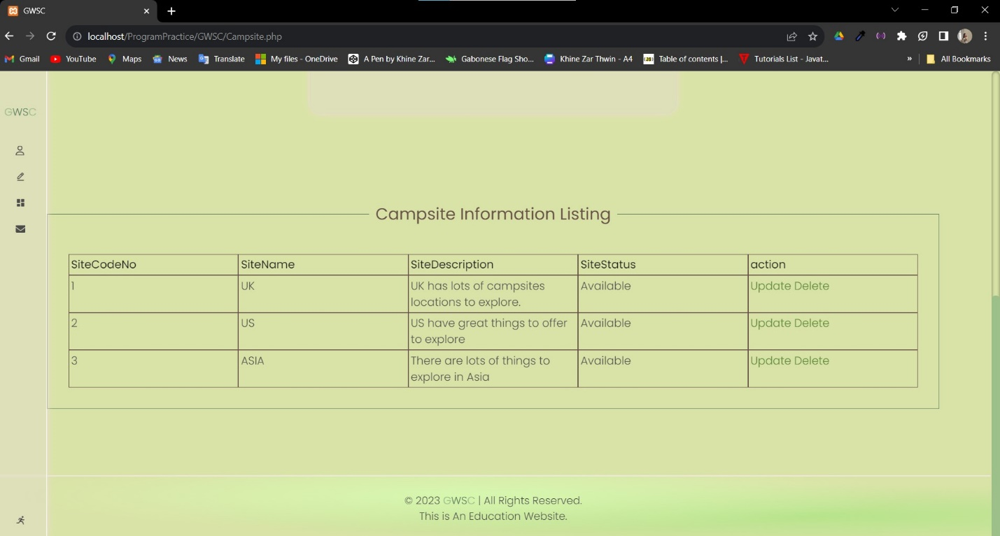 GWSC
localhost/ProgramPractice/GWSC/Campsite.php
Gmail YouTube Maps News Translate My files - OneDrive A Pen by Khine Zar... Gabonese Flag Sho... Khine Zar Thwin - A4 Table of contents |... Tutorials List - Javat... » All Bookmarks
GWSC
Campsite Information Listing
SiteCodeNo SiteName SiteDescription SiteStatus action
1 UK UK has lots of campsites Available Update Delete
locations to explore.
2 US US have great things to offer Available Update Delete
to explore
3 ASIA There are lots of things to Available Update Delete
explore in Asia
© 2023 GWSC | All Rights Reserved.
This is An Education Website.